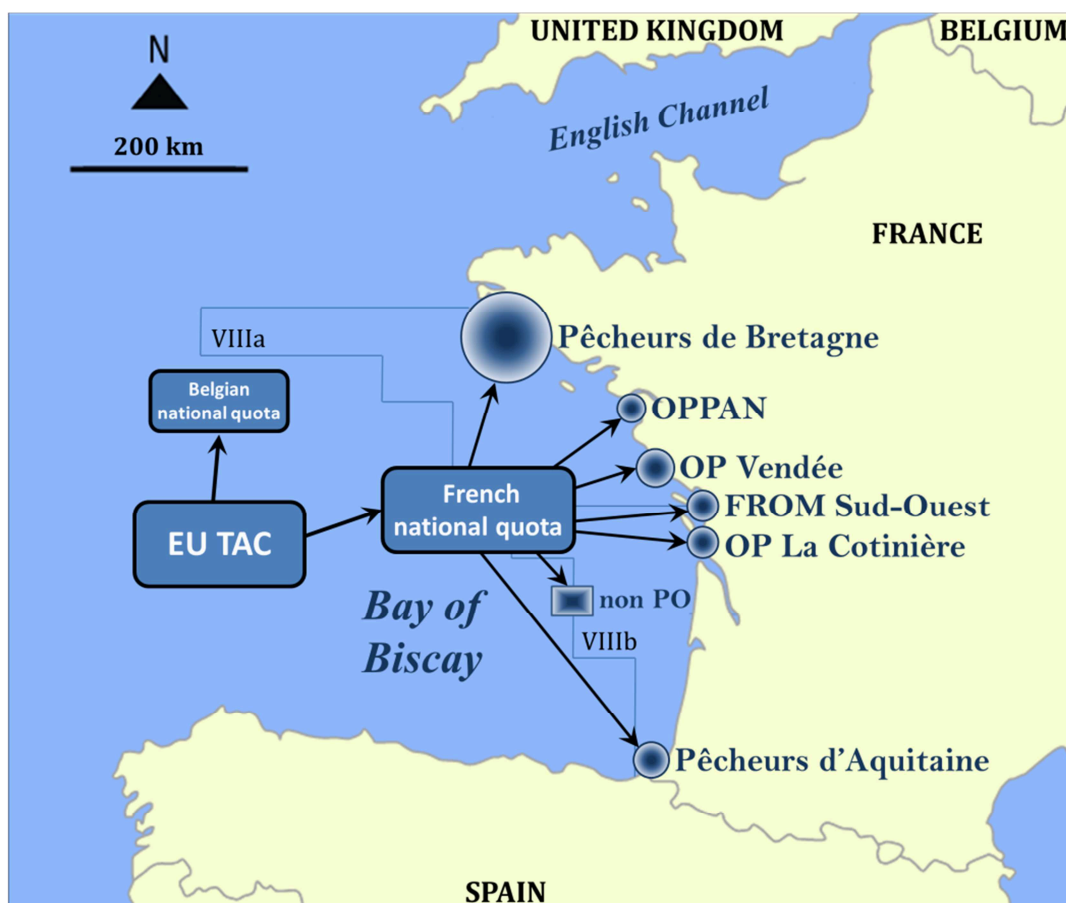 UNITED KINGDOM
BELGIUM
N
200 km
English Channel
FRANCE
VIIIa
Pêcheurs de Bretagne
Belgian
national quota
OPPAN
OP Vendée
French
national quota
FROM Sud-Ouest
EU TAC
OP La Cotinière
Bay of
Biscay
non PO
VIIIb
Pêcheurs d’Aquitaine
SPAIN